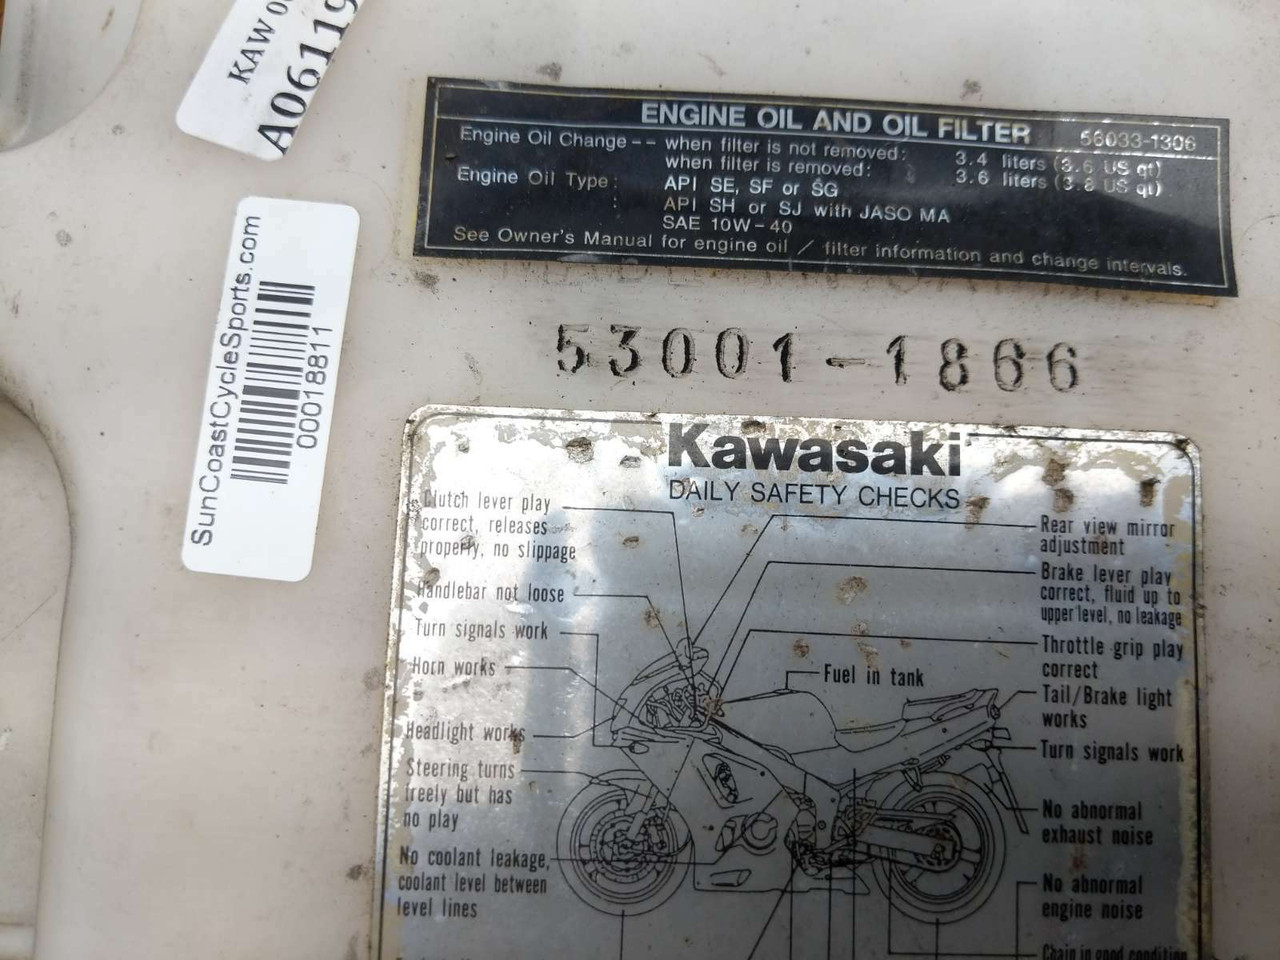 KAW
A06119
ENGINE OIL AND OIL FILTER 56033-1306
Engine Oil Change -- when filter is not removed: 3.4 liters (3.6 US qt)
when filter is removed: 3.6 liters (3.8 US qt)
Engine Oil Type: API SE, SF or SG
: API SH or SJ with JASO MA
SAE 10W-40
See Owner's Manual for engine oil / filter information and change intervals.
SunCoastCycleSports.com
00018811
53001-1866
Kawasaki
DAILY SAFETY CHECKS
Clutch lever play
correct, releases
properly, no slippage
Handlebar not loose
Turn signals work
Horn works
Headlight works
Steering turns
freely but has
no play
No coolant leakage,
coolant level between
level lines
Fuel in tank
Rear view mirror
adjustment
Brake lever play
correct, fluid up to
upper level, no leakage
Throttle grip play
correct
Tail/Brake light
works
Turn signals work
No abnormal
exhaust noise
No abnormal
engine noise
Chain in good condition